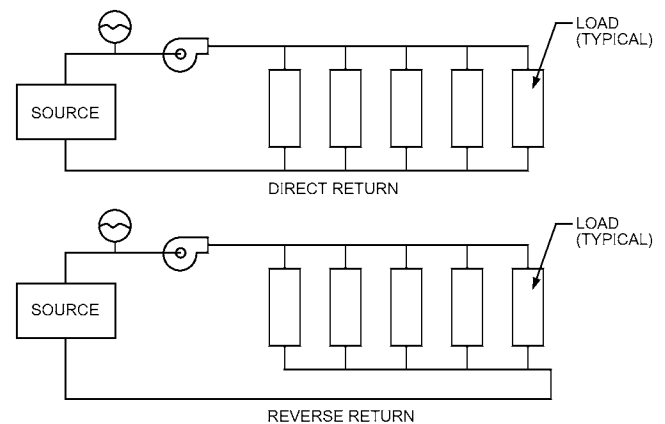 LOAD
(TYPICAL)
SOURCE
DIRECT RETURN
LOAD
(TYPICAL)
SOURCE
REVERSE RETURN